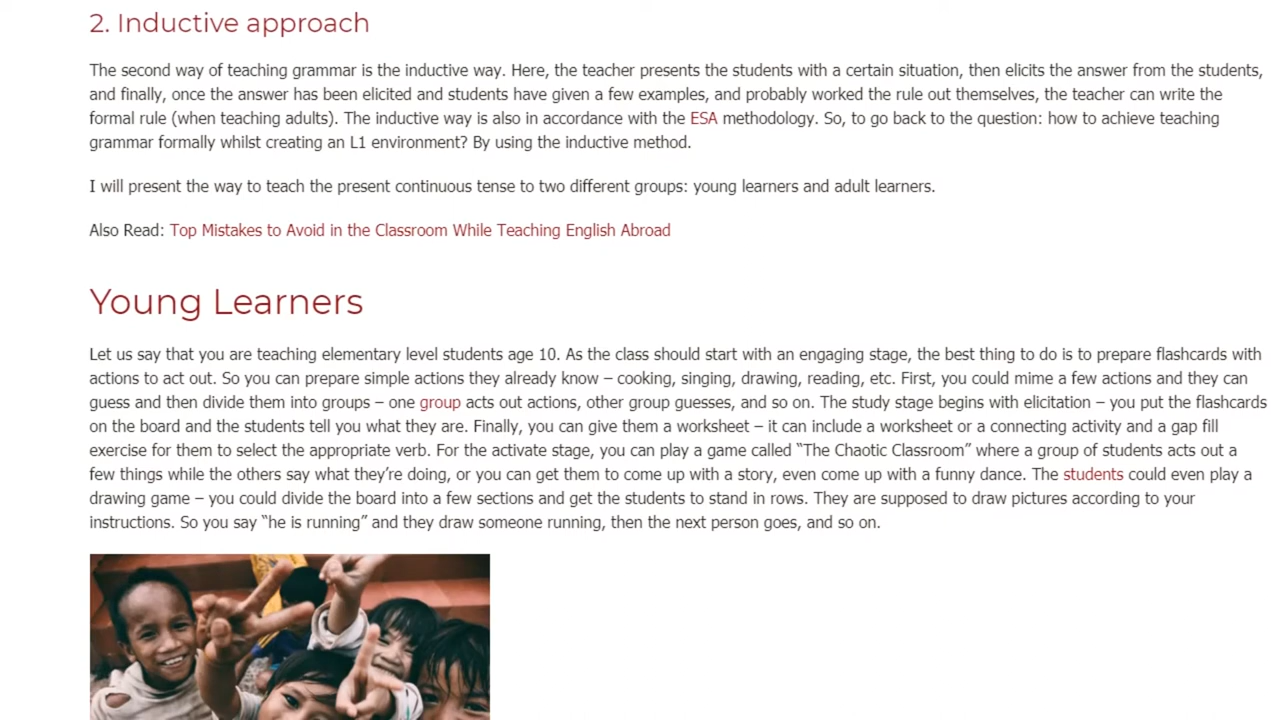 2. Inductive approach
The second way of teaching grammar is the inductive way. Here, the teacher presents the students with a certain situation, then elicits the answer from the students,
and finally, once the answer has been elicited and students have given a few examples, and probably worked the rule out themselves, the teacher can write the
formal rule (when teaching adults). The inductive way is also in accordance with the ESA methodology. So, to go back to the question: how to achieve teaching
grammar formally whilst creating an L1 environment? By using the inductive method.
I will present the way to teach the present continuous tense to two different groups: young learners and adult learners.
Also Read: Top Mistakes to Avoid in the Classroom While Teaching English Abroad
Young Learners
Let us say that you are teaching elementary level students age 10. As the class should start with an engaging stage, the best thing to do is to prepare flashcards with
actions to act out. So you can prepare simple actions they already know – cooking, singing, drawing, reading, etc. First, you could mime a few actions and they can
guess and then divide them into groups – one group acts out actions, other group guesses, and so on. The study stage begins with elicitation – you put the flashcards
on the board and the students tell you what they are. Finally, you can give them a worksheet – it can include a worksheet or a connecting activity and a gap fill
exercise for them to select the appropriate verb. For the activate stage, you can play a game called “The Chaotic Classroom” where a group of students acts out a
few things while the others say what they’re doing, or you can get them to come up with a story, even come up with a funny dance. The students could even play a
drawing game – you could divide the board into a few sections and get the students to stand in rows. They are supposed to draw pictures according to your
instructions. So you say “he is running” and they draw someone running, then the next person goes, and so on.